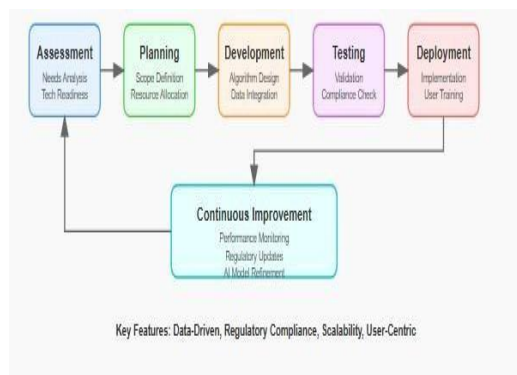 Assessment
Needs Analysis
Tech Readiness
Planning
Scope Definition
Resource Allocation
Development
Algorithm Design
Data Integration
Testing
Validation
Compliance Check
Deployment
Implementation
User Training
Continuous Improvement
Performance Monitoring
Regulatory Updates
AI Model Refinement
Key Features: Data-Driven, Regulatory Compliance, Scalability, User-Centric